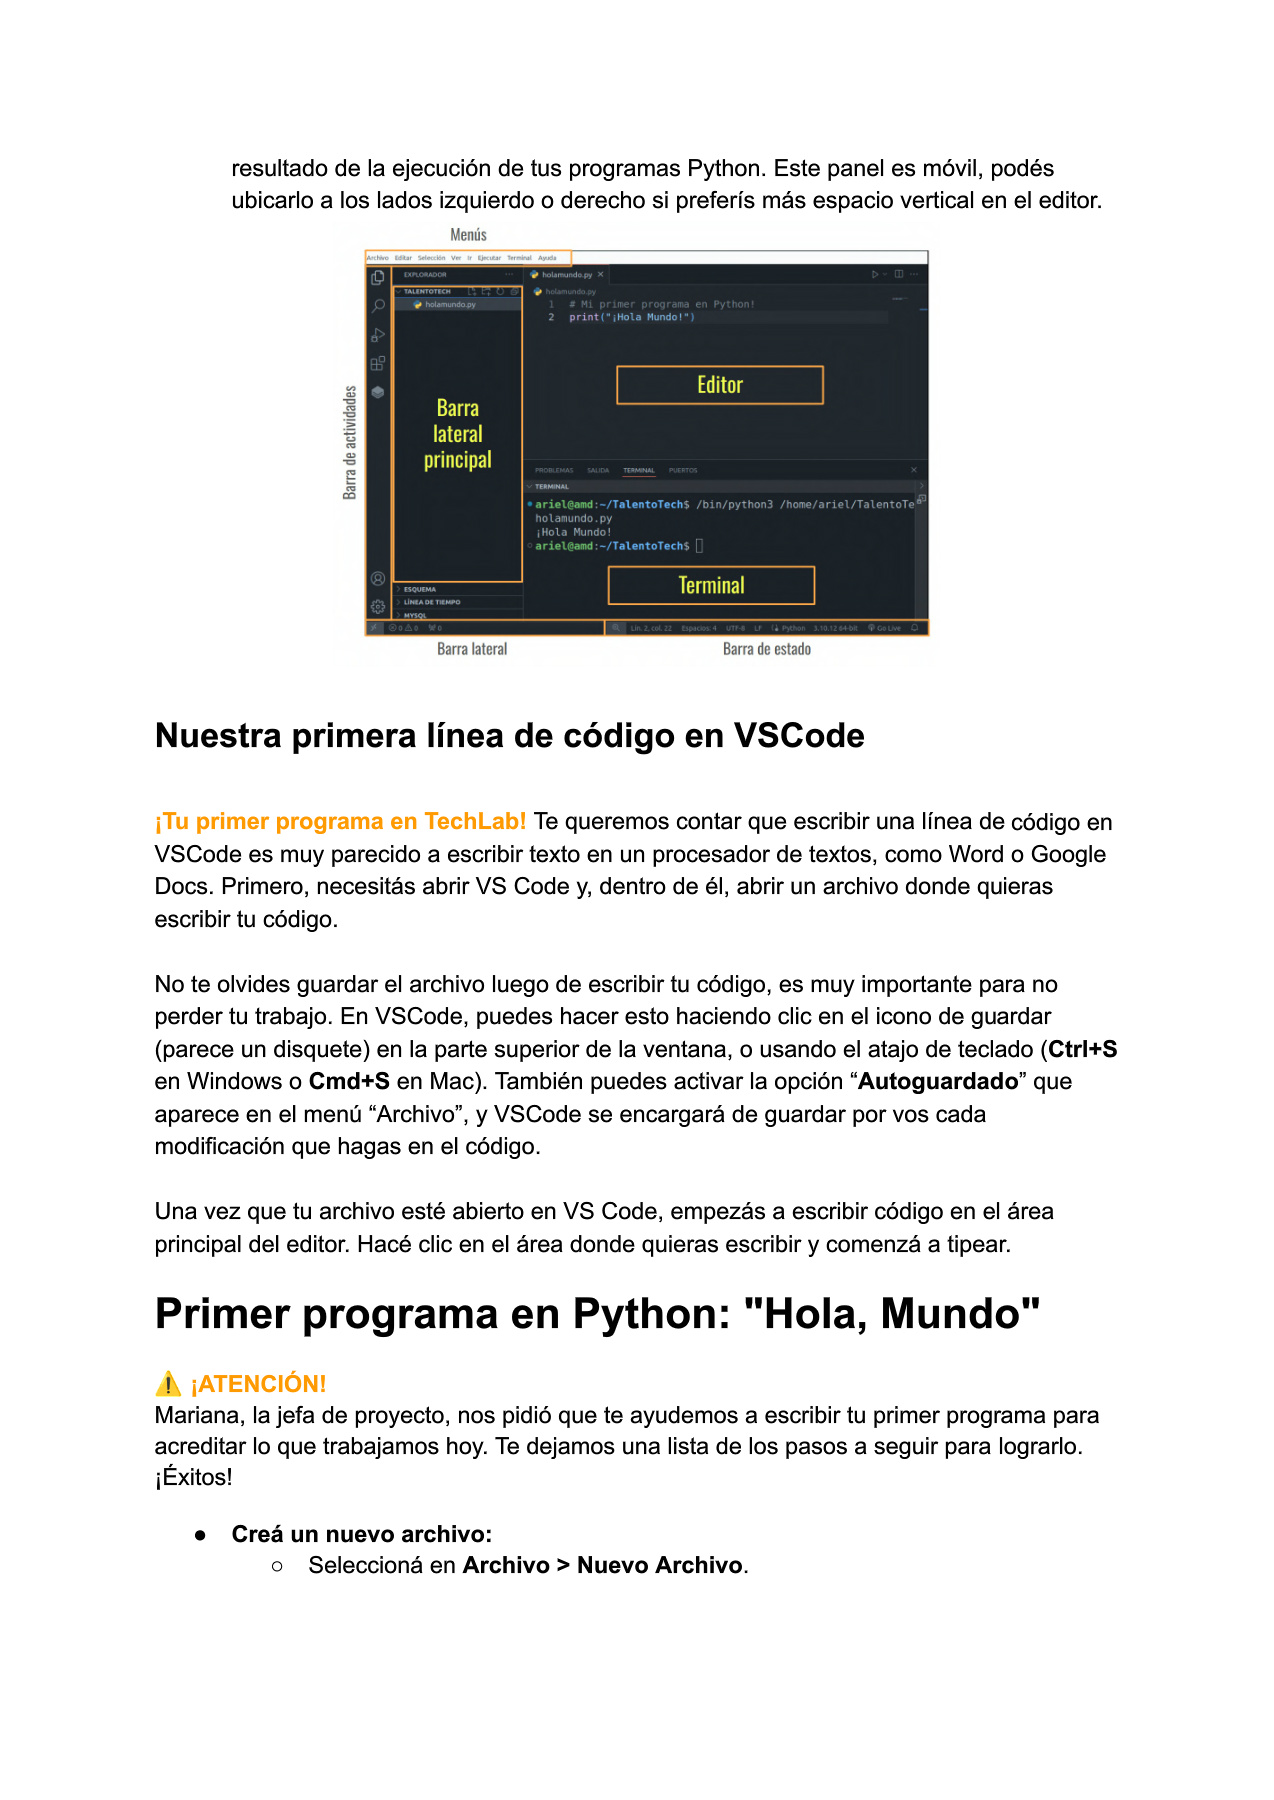 resultado de la ejecución de tus programas Python. Este panel es móvil, podés
ubicarlo a los lados izquierdo o derecho si preferís más espacio vertical en el editor.
Menús
Archivo Editar Selección Ver Ir Ejecutar Terminal Ayuda
EXPLORADOR
holamundo.py
TALENTOTECH
holamundo.py
holamundo.py
1 # Mi primer programa en Python!
2 print("¡Hola Mundo!")
Editor
Barra
lateral
principal
Barra de actividades
PROBLEMAS SALIDA TERMINAL PUERTOS
TERMINAL
ariel@amd:~/TalentoTech$ /bin/python3 /home/ariel/TalentoTe
holamundo.py
¡Hola Mundo!
ariel@amd:~/TalentoTech$
Terminal
ESQUEMA
LÍNEA DE TIEMPO
MYSQL
0 0 0 Lín. 2, col. 22 Espacios: 4 UTF-8 LF Python 3.10.12 64-bit Go Live
Barra lateral
Barra de estado
Nuestra primera línea de código en VSCode
¡Tu primer programa en TechLab! Te queremos contar que escribir una línea de código en
VSCode es muy parecido a escribir texto en un procesador de textos, como Word o Google
Docs. Primero, necesitás abrir VS Code y, dentro de él, abrir un archivo donde quieras
escribir tu código.
No te olvides guardar el archivo luego de escribir tu código, es muy importante para no
perder tu trabajo. En VSCode, puedes hacer esto haciendo clic en el icono de guardar
(parece un disquete) en la parte superior de la ventana, o usando el atajo de teclado (Ctrl+S
en Windows o Cmd+S en Mac). También puedes activar la opción “Autoguardado” que
aparece en el menú “Archivo”, y VSCode se encargará de guardar por vos cada
modificación que hagas en el código.
Una vez que tu archivo esté abierto en VS Code, empezás a escribir código en el área
principal del editor. Hacé clic en el área donde quieras escribir y comenzá a tipear.
Primer programa en Python: "Hola, Mundo"
⚠️ ¡ATENCIÓN!
Mariana, la jefa de proyecto, nos pidió que te ayudemos a escribir tu primer programa para
acreditar lo que trabajamos hoy. Te dejamos una lista de los pasos a seguir para lograrlo.
¡Éxitos!
● Creá un nuevo archivo:
○ Seleccioná en Archivo > Nuevo Archivo.